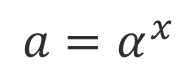 a = α^x